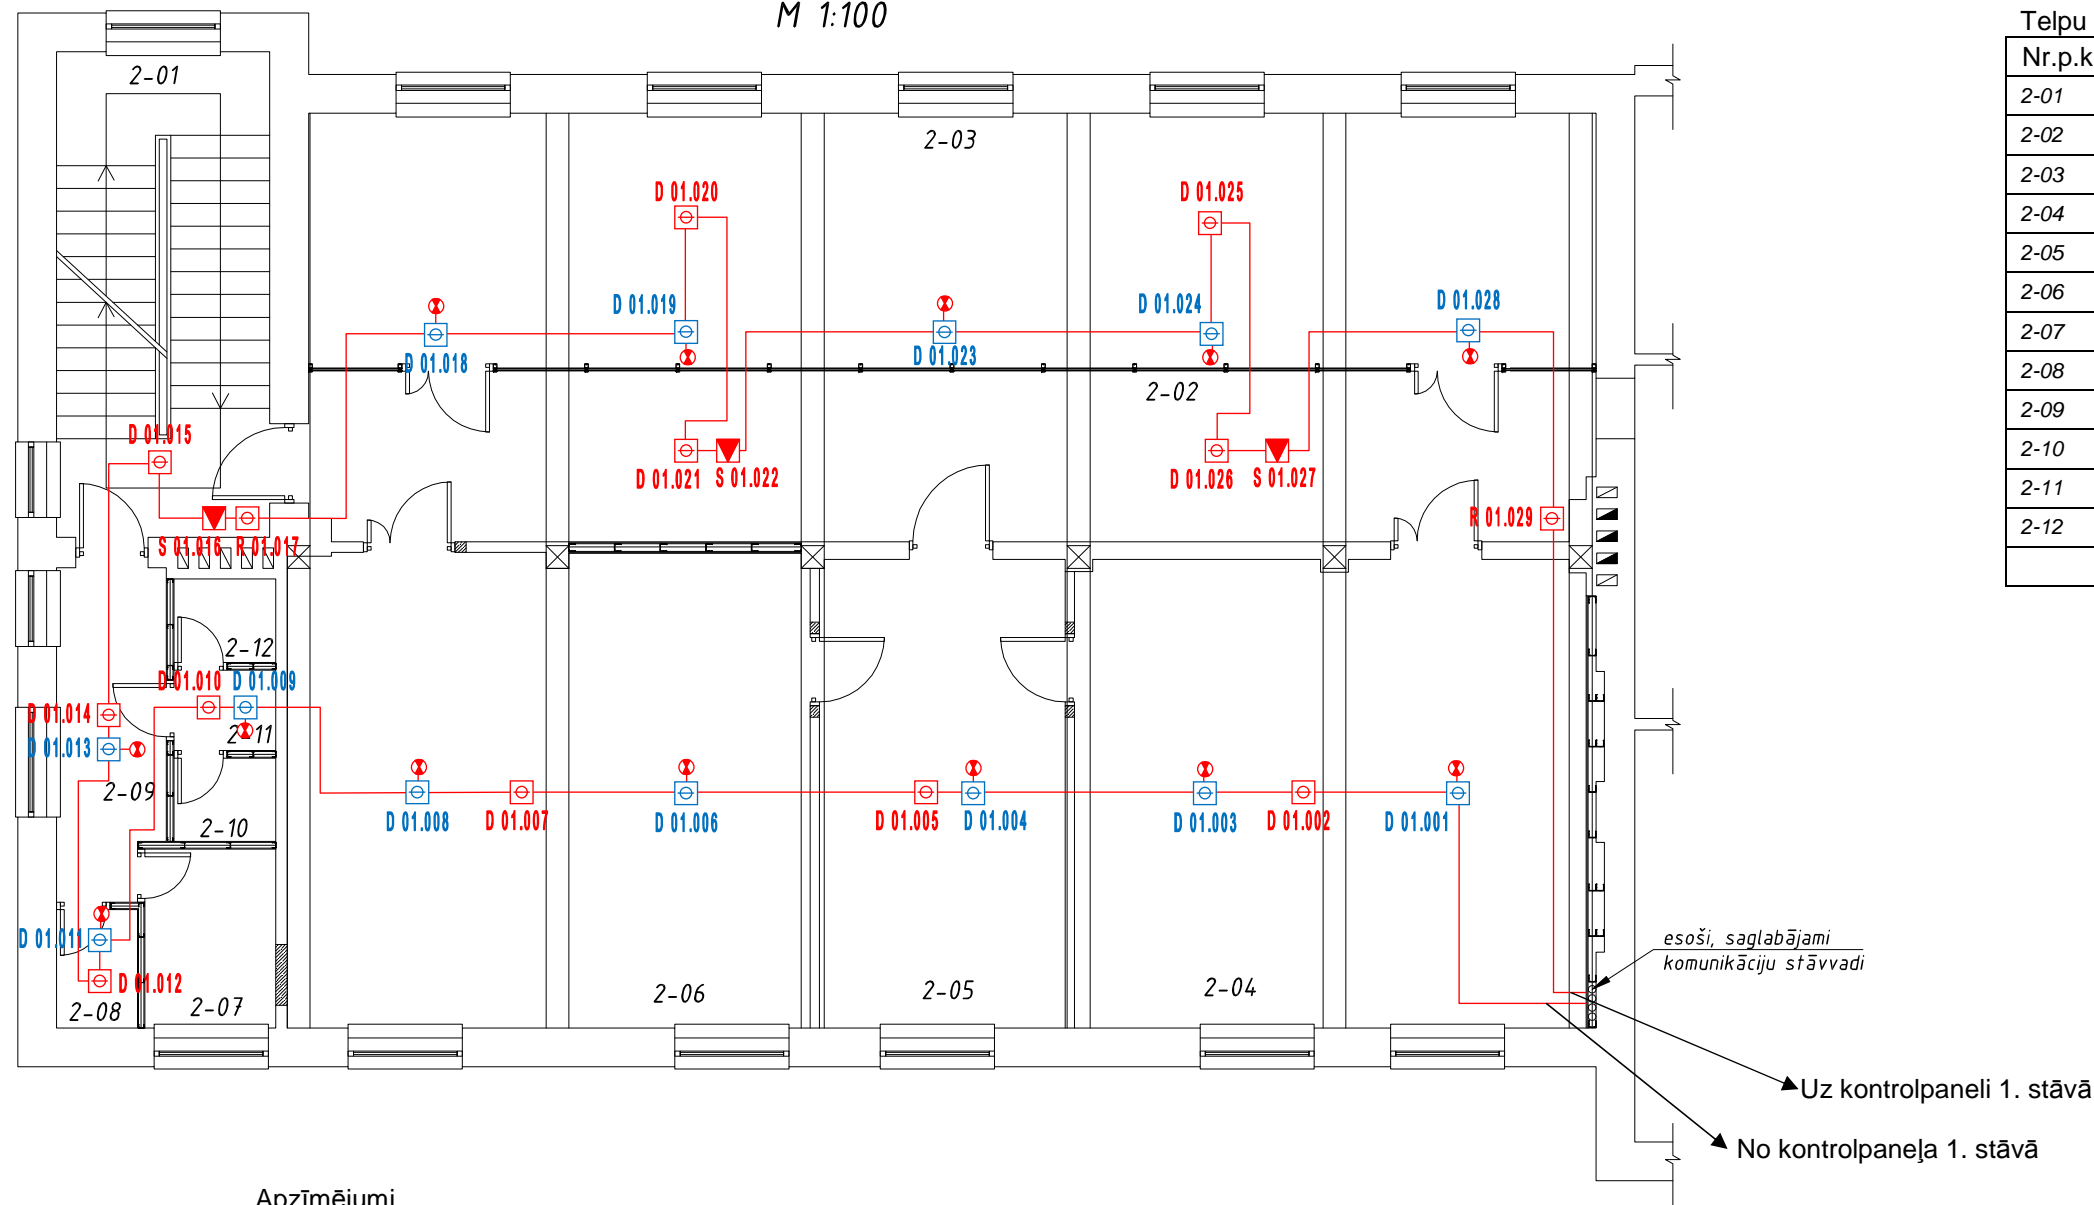 M 1:100
Telpu
Nr.p.k
2-01
2-02
2-03
2-04
2-05
2-06
2-07
2-08
2-09
2-10
2-11
2-12
2-01
2-03
D 01.020
D 01.025
D 01.019
D 01.024
D 01.028
D 01.018
D 01.023
2-02
D 01.015
D 01.021
S 01.022
D 01.026
S 01.027
R 01.029
S 01.016
R 01.017
2-12
D 01.010
D 01.009
D 01.014
2-11
D 01.013
2-09
2-10
D 01.008
D 01.007
D 01.006
D 01.005
D 01.004
D 01.003
D 01.002
D 01.001
D 01.011
D 01.012
esoši, saglabājami
komunikāciju stāvvadi
2-08
2-07
2-06
2-05
2-04
Uz kontrolpaneli 1. stāvā
No kontrolpaneļa 1. stāvā
Apzīmējumi